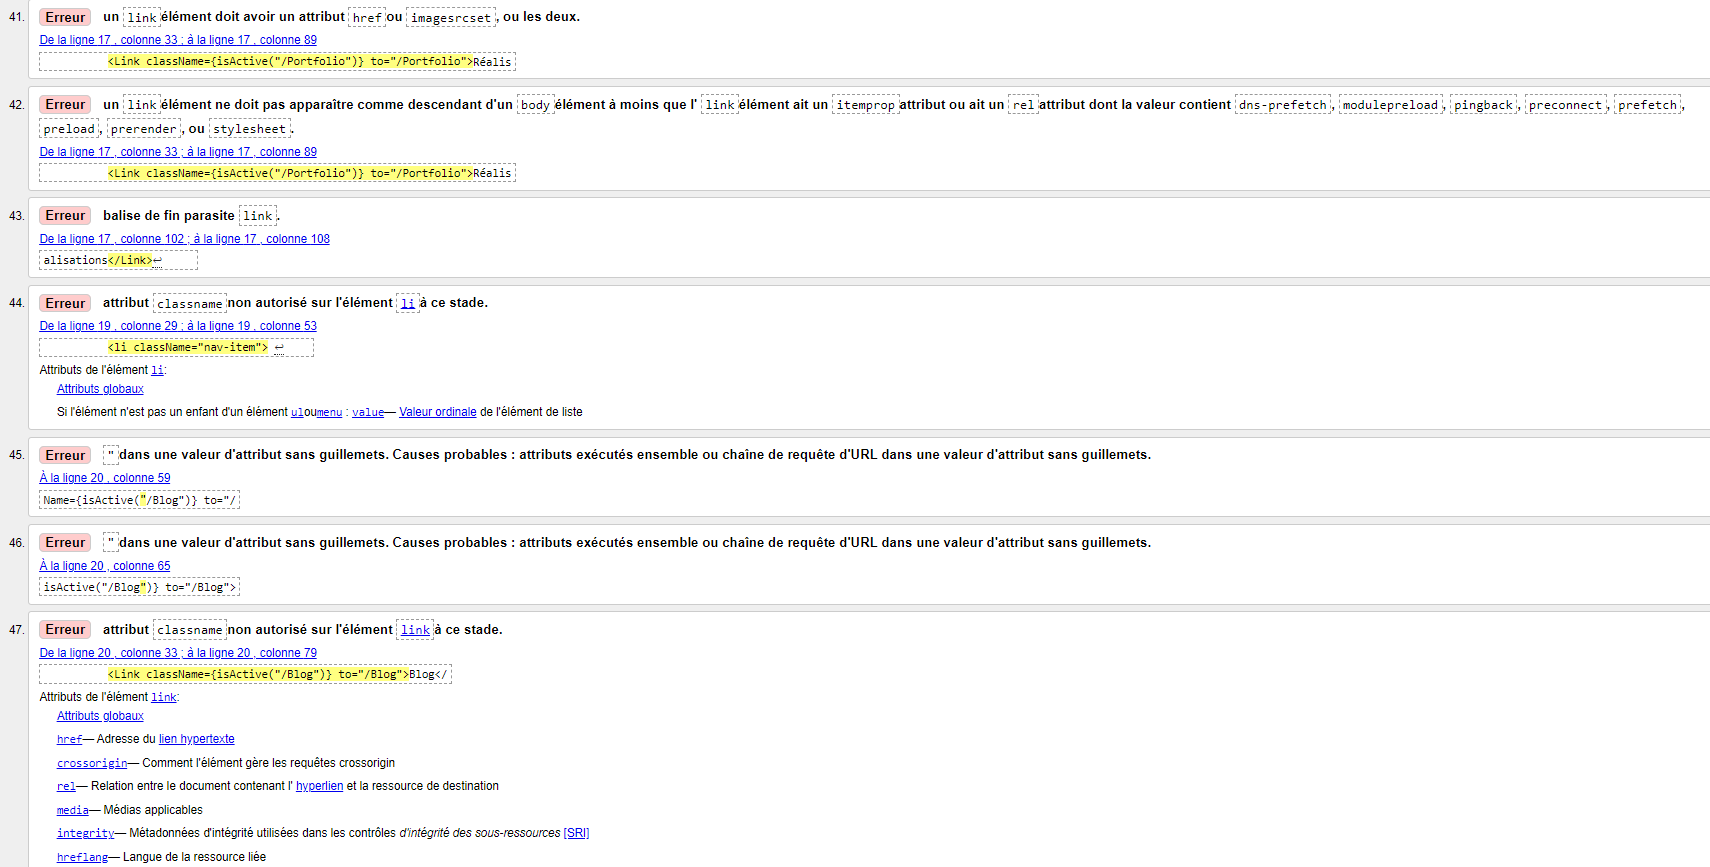 41. Erreur un link élément doit avoir un attribut href ou imagesrcset, ou les deux.
De la ligne 17 , colonne 33 ; à la ligne 17 , colonne 89
<Link className={isActive("/Portfolio")} to="/Portfolio">Réalis
42. Erreur un link élément ne doit pas apparaître comme descendant d'un body élément à moins que l' link élément ait un itemprop attribut ou ait un rel attribut dont la valeur contient dns-prefetch, modulepreload, pingback, preconnect, prefetch,
preload, prerender, ou stylesheet.
De la ligne 17 , colonne 33 ; à la ligne 17 , colonne 89
<Link className={isActive("/Portfolio")} to="/Portfolio">Réalis
43. Erreur balise de fin parasite link.
De la ligne 17 , colonne 102 ; à la ligne 17 , colonne 108
alisations</Link>↩
44. Erreur attribut classname non autorisé sur l'élément li à ce stade.
De la ligne 19 , colonne 29 ; à la ligne 19 , colonne 53
<li className="nav-item"> ↩
Attributs de l'élément li:
Attributs globaux
Si l'élément n'est pas un enfant d'un élément ul ou menu : value— Valeur ordinale de l'élément de liste
45. Erreur " dans une valeur d'attribut sans guillemets. Causes probables : attributs exécutés ensemble ou chaîne de requête d'URL dans une valeur d'attribut sans guillemets.
À la ligne 20 , colonne 59
Name={isActive("/Blog")} to="/
46. Erreur " dans une valeur d'attribut sans guillemets. Causes probables : attributs exécutés ensemble ou chaîne de requête d'URL dans une valeur d'attribut sans guillemets.
À la ligne 20 , colonne 65
isActive("/Blog")} to="/Blog">
47. Erreur attribut classname non autorisé sur l'élément link à ce stade.
De la ligne 20 , colonne 33 ; à la ligne 20 , colonne 79
<Link className={isActive("/Blog")} to="/Blog">Blog</
Attributs de l'élément link:
Attributs globaux
href— Adresse du lien hypertexte
crossorigin— Comment l'élément gère les requêtes crossorigin
rel— Relation entre le document contenant l' hyperlien et la ressource de destination
media— Médias applicables
integrity— Métadonnées d'intégrité utilisées dans les contrôles d'intégrité des sous-ressources [SRI]
hreflang— Langue de la ressource liée